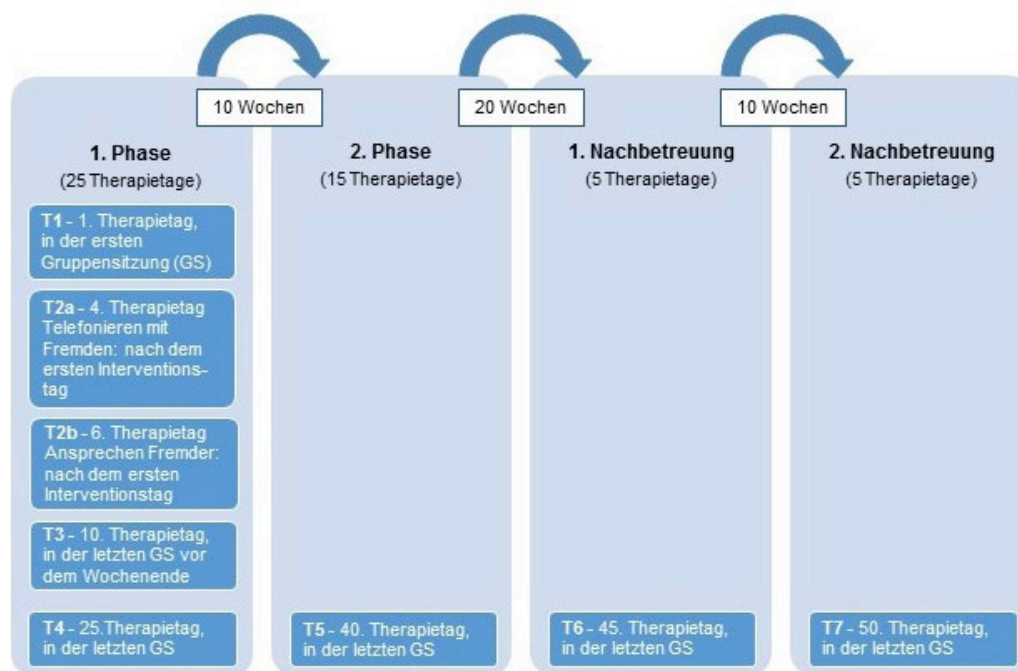 10 Wochen
20 Wochen
10 Wochen
1. Phase
(25 Therapietage)
2. Phase
(15 Therapietage)
1. Nachbetreuung
(5 Therapietage)
2. Nachbetreuung
(5 Therapietage)
T1 - 1. Therapietag,
in der ersten
Gruppensitzung (GS)
T2a - 4. Therapietag
Telefonieren mit
Fremden: nach dem
ersten Interventions-
tag
T2b - 6. Therapietag
Ansprechen Fremder:
nach dem ersten
Interventionstag
T3 - 10. Therapietag,
in der letzten GS vor
dem Wochenende
T4 - 25.Therapietag,
in der letzten GS
T5 - 40. Therapietag,
in der letzten GS
T6 - 45. Therapietag,
in der letzten GS
T7 - 50. Therapietag,
in der letzten GS